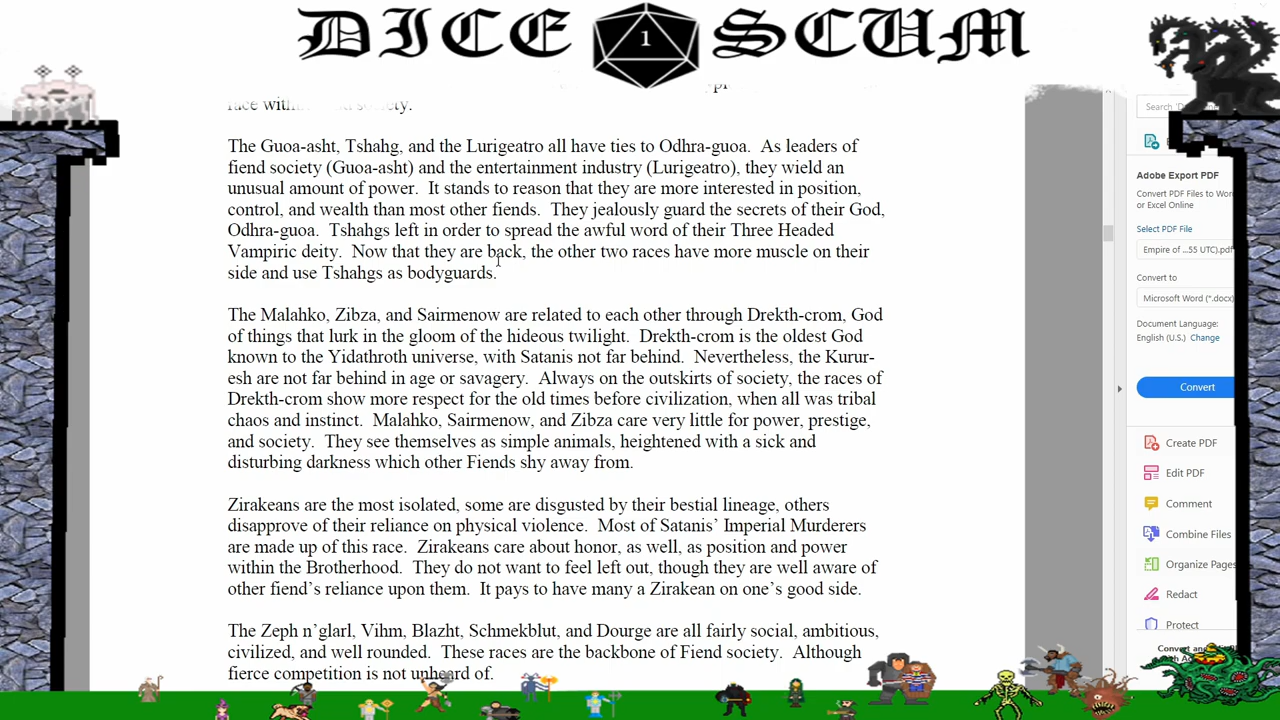 DICE 1 SCUM
The Guoa-asht, Tshahg, and the Lurigeatro all have ties to Odhra-guoa.  As leaders of
fiend society (Guoa-asht) and the entertainment industry (Lurigeatro), they wield an
unusual amount of power.  It stands to reason that they are more interested in position,
control, and wealth than most other fiends.  They jealously guard the secrets of their God,
Odhra-guoa.  Tshahgs left in order to spread the awful word of their Three Headed
Vampiric deity.  Now that they are back, the other two races have more muscle on their
side and use Tshahgs as bodyguards.
The Malahko, Zibza, and Sairmenow are related to each other through Drekth-crom, God
of things that lurk in the gloom of the hideous twilight.  Drekth-crom is the oldest God
known to the Yidathroth universe, with Satanis not far behind.  Nevertheless, the Kurur-
esh are not far behind in age or savagery.  Always on the outskirts of society, the races of
Drekth-crom show more respect for the old times before civilization, when all was tribal
chaos and instinct.  Malahko, Sairmenow, and Zibza care very little for power, prestige,
and society.  They see themselves as simple animals, heightened with a sick and
disturbing darkness which other Fiends shy away from.
Zirakeans are the most isolated, some are disgusted by their bestial lineage, others
disapprove of their reliance on physical violence.  Most of Satanis’ Imperial Murderers
are made up of this race.  Zirakeans care about honor, as well, as position and power
within the Brotherhood.  They do not want to feel left out, though they are well aware of
other fiend’s reliance upon them.  It pays to have many a Zirakean on one’s good side.
The Zeph n’glarl, Vihm, Blazht, Schmekblut, and Dourge are all fairly social, ambitious,
civilized, and well rounded.  These races are the backbone of Fiend society.  Although
fierce competition is not unheard of.
Search
Adobe Export PDF
Convert PDF Files to Wor
or Excel Online
Select PDF File
Empire of ...55 UTC).pdf
Convert to
Microsoft Word (*.docx)
Document Language:
English (U.S.) Change
Convert
Create PDF
Edit PDF
Comment
Combine Files
Organize Pages
Redact
Protect